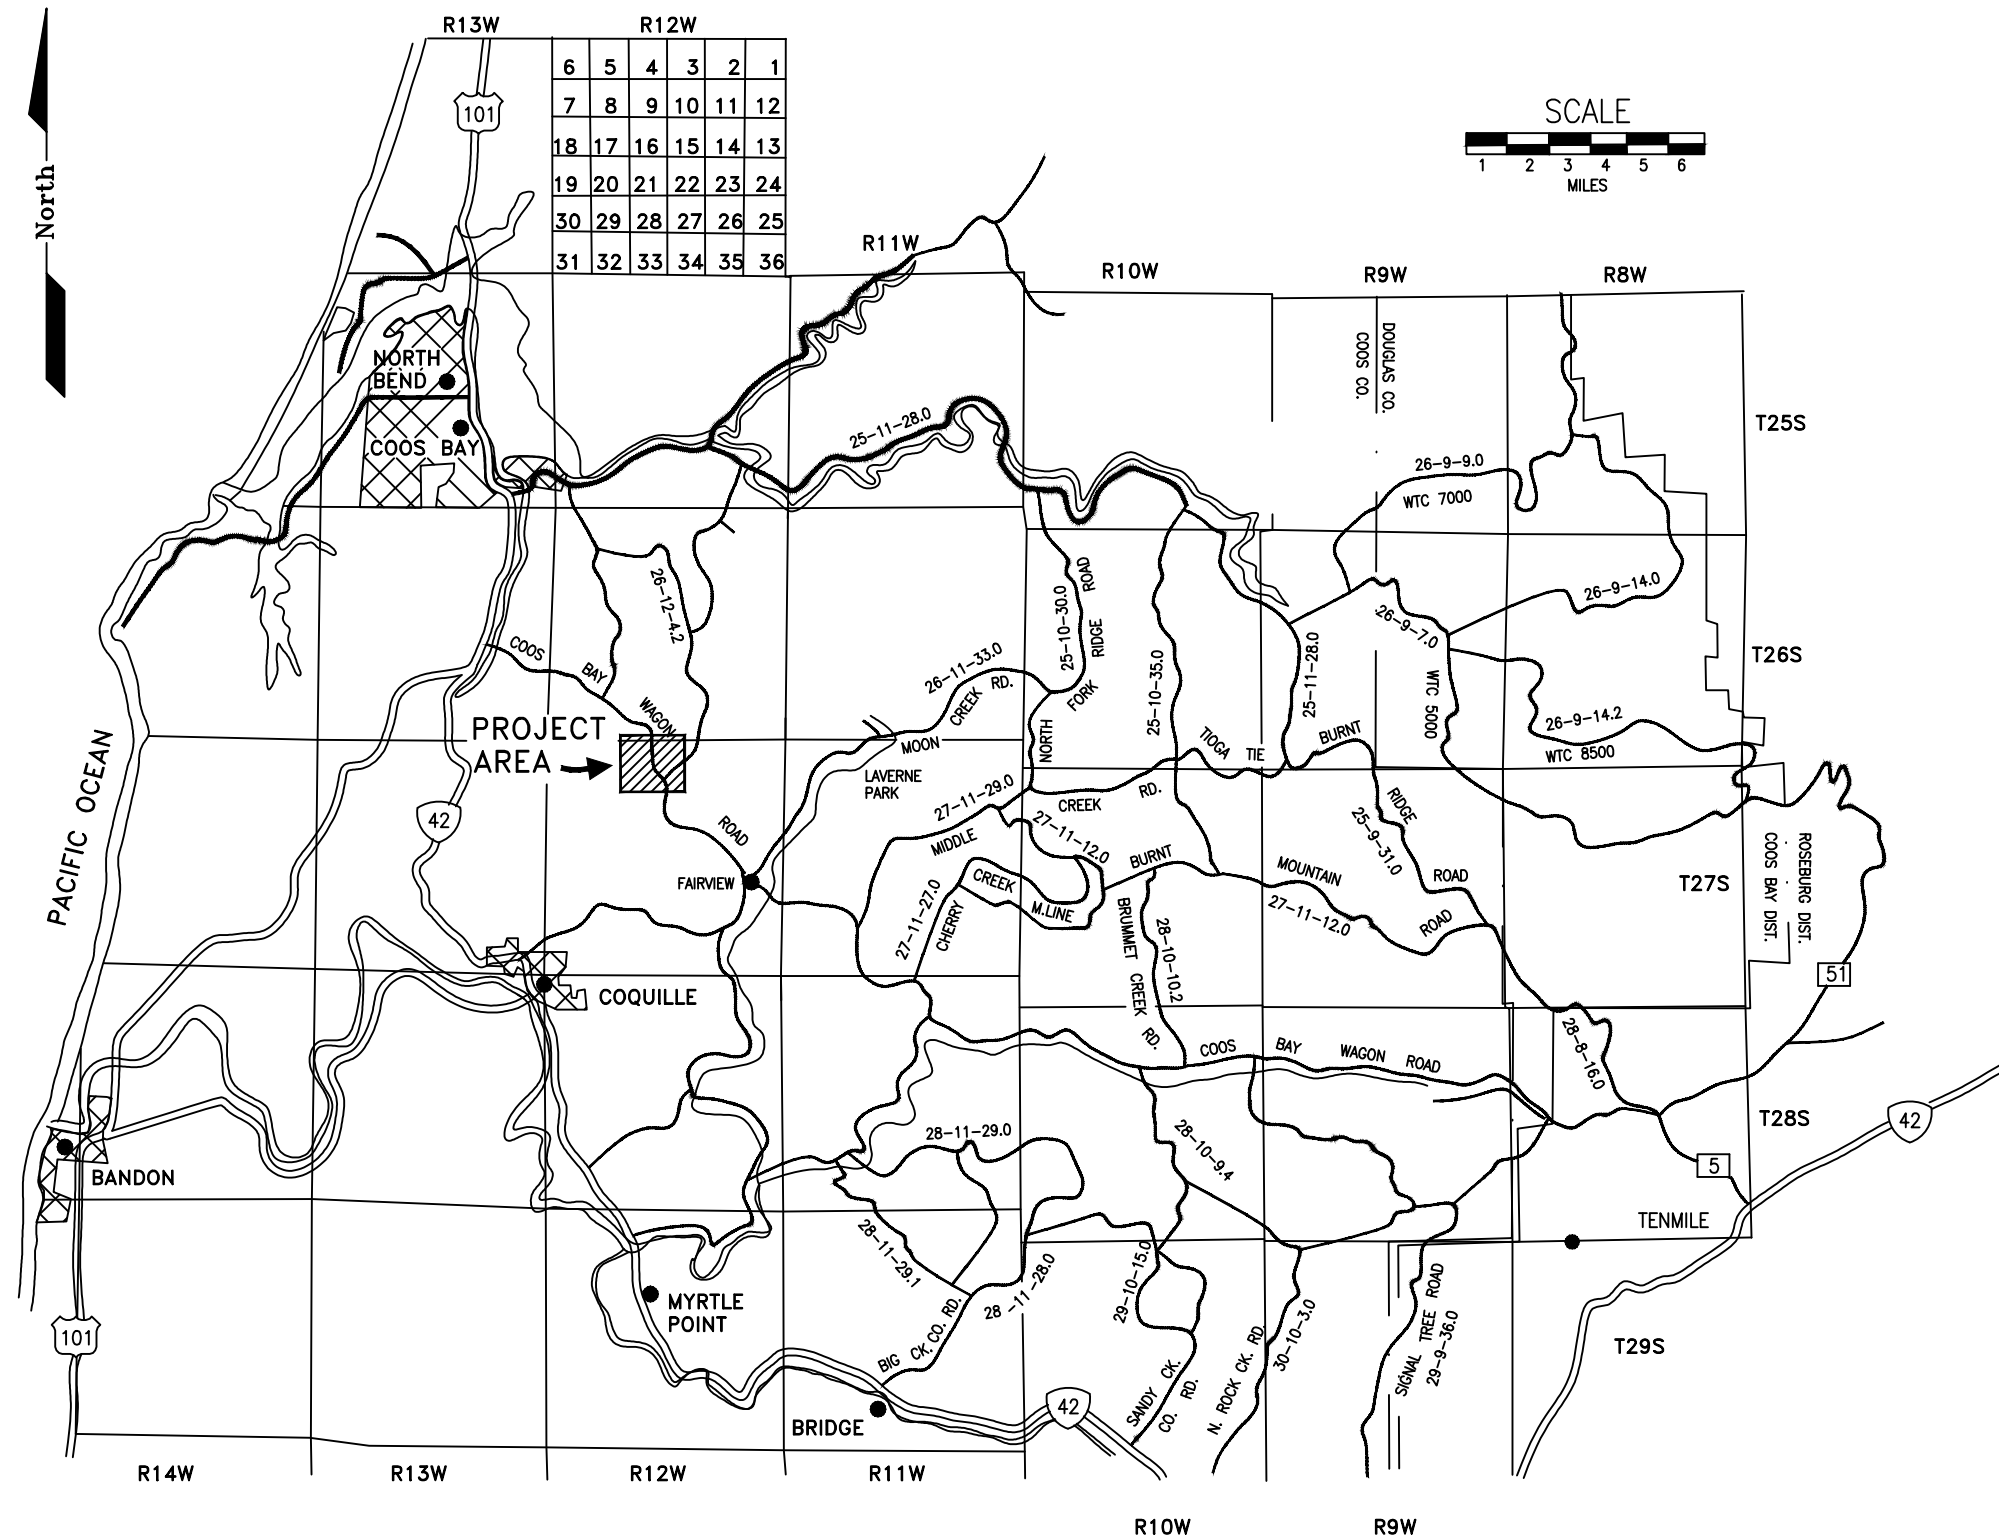 R13W
R12W
6 5 4 3 2 1
7 8 9 10 11 12
18 17 16 15 14 13
19 20 21 22 23 24
30 29 28 27 26 25
31 32 33 34 35 36
101
SCALE
1 2 3 4 5 6
MILES
North
R11W
R10W
R9W
R8W
DOUGLAS CO.
COOS CO.
NORTH
BEND
COOS BAY
25-11-28.0
T25S
26-9-9.0
WTC 7000
26-12-4.2
25-10-30.0
RIDGE ROAD
26-9-14.0
26-9-7.0
COOS BAY WAGON ROAD
26-11-33.0
MOON CREEK RD.
NORTH FORK
25-10-35.0
25-11-28.0
WTC 5000
T26S
26-9-14.2
WTC 8500
PROJECT
AREA
LAVERNE
PARK
TIOGA TIE
BURNT RIDGE ROAD
25-9-31.0
PACIFIC OCEAN
42
27-11-29.0
MIDDLE CREEK RD.
27-11-12.0
BURNT MOUNTAIN ROAD
27-11-12.0
ROSEBURG DIST.
COOS BAY DIST.
FAIRVIEW
T27S
27-11-27.0
CHERRY CREEK
M.LINE
BRUMMET CREEK RD.
28-10-10.2
51
COQUILLE
COOS BAY WAGON ROAD
28-8-16.0
T28S
42
28-11-29.0
28-10-9.4
5
BANDON
TENMILE
28-11-29.1
28-11-28.0
29-10-15.0
MYRTLE
POINT
BIG CK. CO. RD.
SANDY CK.
CO. RD.
N. ROCK CK. RD.
30-10-3.0
SIGNAL TREE ROAD
29-9-36.0
T29S
101
BRIDGE
42
R14W
R13W
R12W
R11W
R10W
R9W